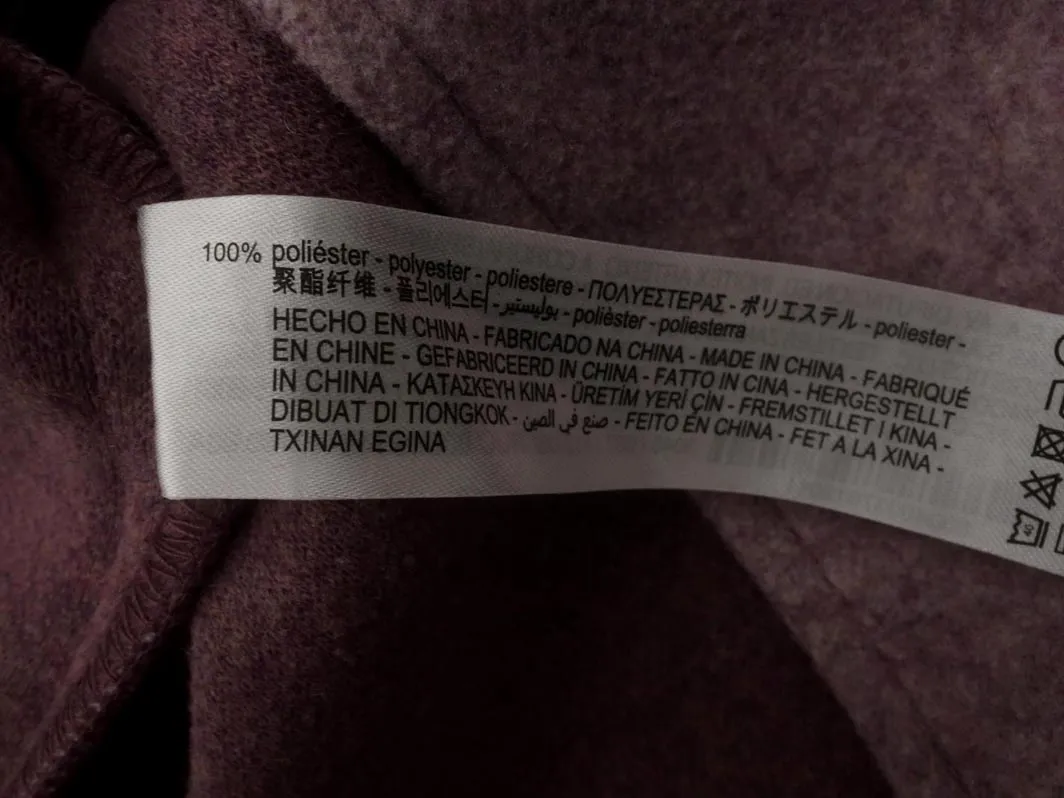 100% poliéster - polyester - poliestere - ΠΟΛΥΕΣΤΕΡΑΣ - ポリエステル - poliester -
聚酯纤维 - 폴리에스터 - بوليستير - polièster - poliesterra
HECHO EN CHINA - FABRICADO NA CHINA - MADE IN CHINA - FABRIQUÉ
EN CHINE - GEFABRICEERD IN CHINA - FATTO IN CINA - HERGESTELLT
IN CHINA - ΚΑΤΑΣΚΕΥΗ ΚΙΝΑ - ÜRETİM YERİ ÇİN - FREMSTILLET I KINA -
DIBUAT DI TIONGKOK - صنع في الصين - FEITO EN CHINA - FET A LA XINA -
TXINAN EGINA